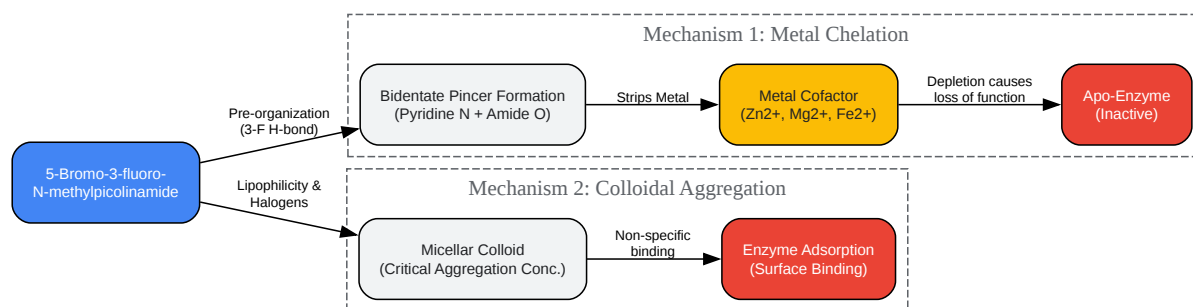 Mechanism 1: Metal Chelation
Pre-organization
(3-F H-bond)
Bidentate Pincer Formation
(Pyridine N + Amide O)
Strips Metal
Metal Cofactor
(Zn2+, Mg2+, Fe2+)
Depletion causes
loss of function
Apo-Enzyme
(Inactive)
5-Bromo-3-fluoro-
N-methylpicolinamide
Mechanism 2: Colloidal Aggregation
Lipophilicity &
Halogens
Micellar Colloid
(Critical Aggregation Conc.)
Non-specific
binding
Enzyme Adsorption
(Surface Binding)